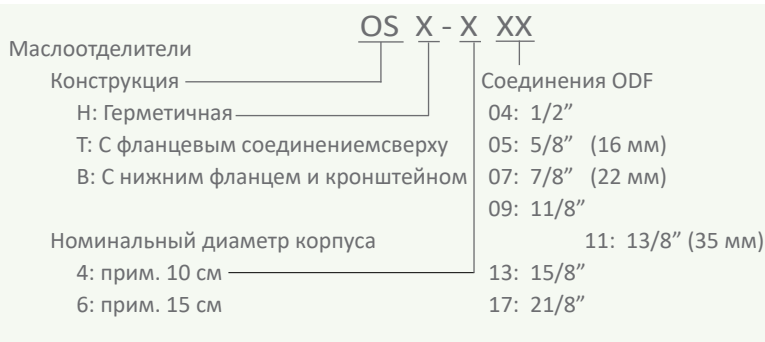 OS X - X XX
Маслоотделители
Конструкция
Соединения ODF
H: Герметичная
04: 1/2”
T: С фланцевым соединениемсверху
05: 5/8” (16 мм)
B: С нижним фланцем и кронштейном
07: 7/8” (22 мм)
09: 11/8”
Номинальный диаметр корпуса
11: 13/8” (35 мм)
4: прим. 10 см
13: 15/8”
6: прим. 15 см
17: 21/8”